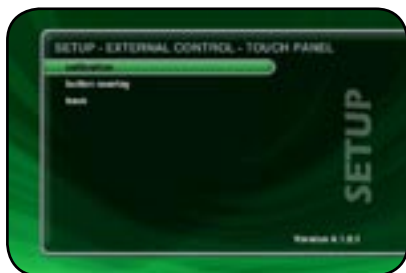 SETUP - EXTERNAL CONTROL - TOUCH PANEL
calibration
button overlay
back
SETUP